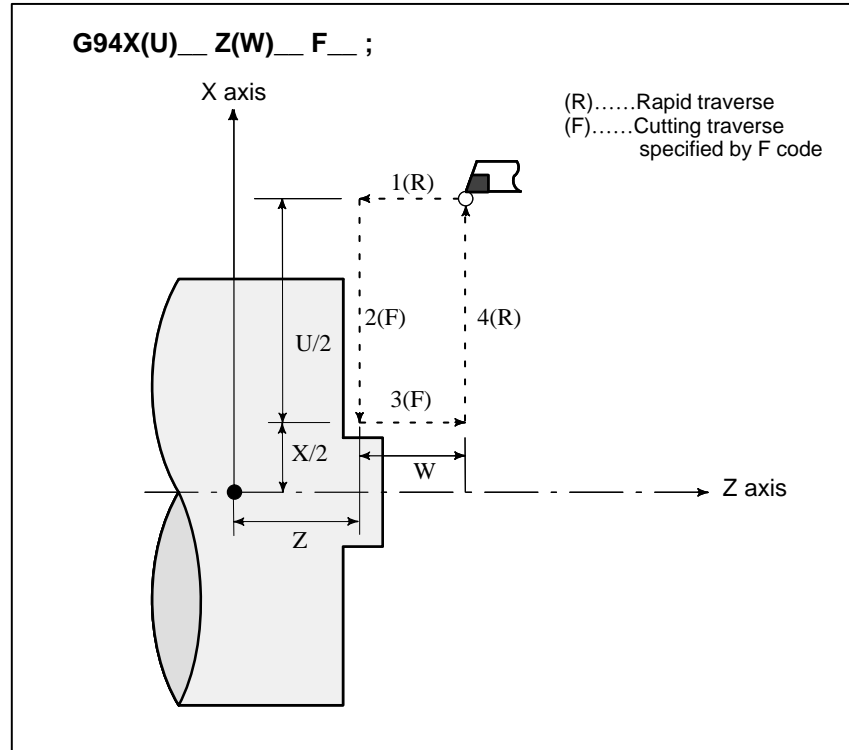 G94X(U)__ Z(W)__ F__ ;
X axis
(R)......Rapid traverse
(F)......Cutting traverse
specified by F code
1(R)
2(F)
4(R)
U/2
3(F)
X/2
W
Z axis
Z